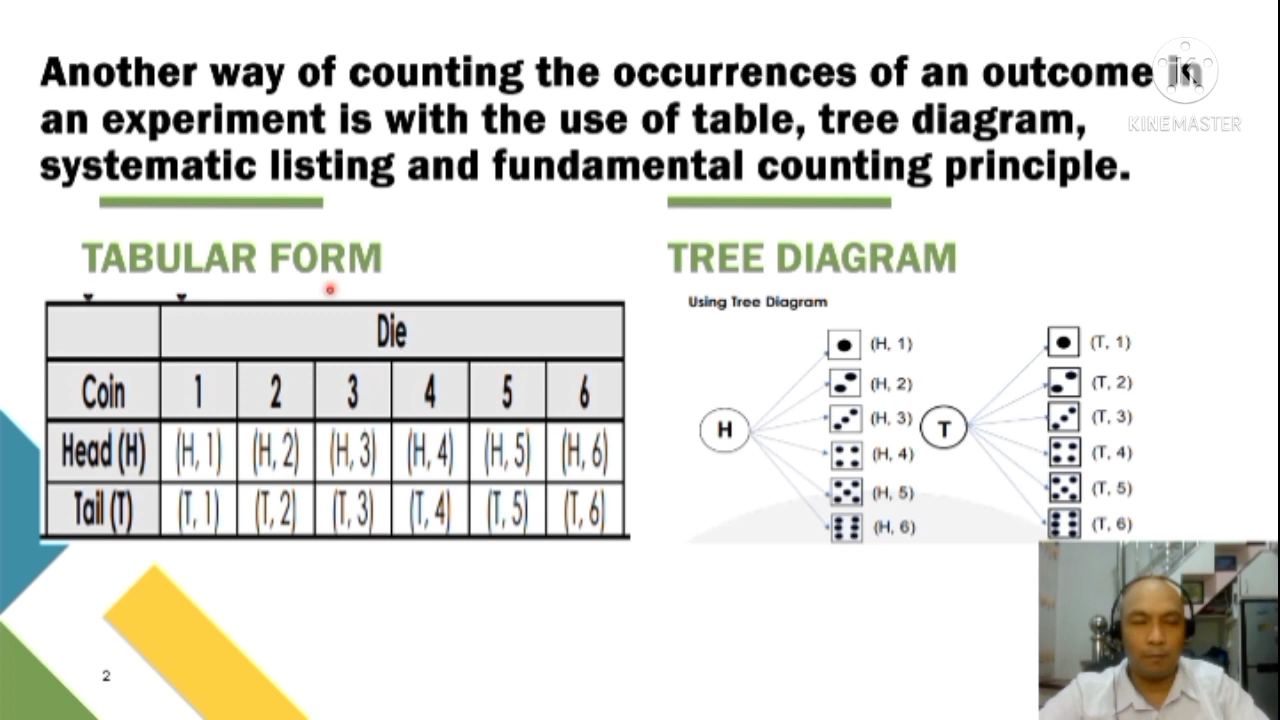 Another way of counting the occurrences of an outcome in
an experiment is with the use of table, tree diagram,
systematic listing and fundamental counting principle.
KINEMASTER
TABULAR FORM
Die
Coin 1 2 3 4 5 6
Head (H) (H, 1) (H, 2) (H, 3) (H, 4) (H, 5) (H, 6)
Tail (T) (T, 1) (T, 2) (T, 3) (T, 4) (T, 5) (T, 6)
TREE DIAGRAM
Using Tree Diagram
H
(H, 1)
(H, 2)
(H, 3)
(H, 4)
(H, 5)
(H, 6)
T
(T, 1)
(T, 2)
(T, 3)
(T, 4)
(T, 5)
(T, 6)
2